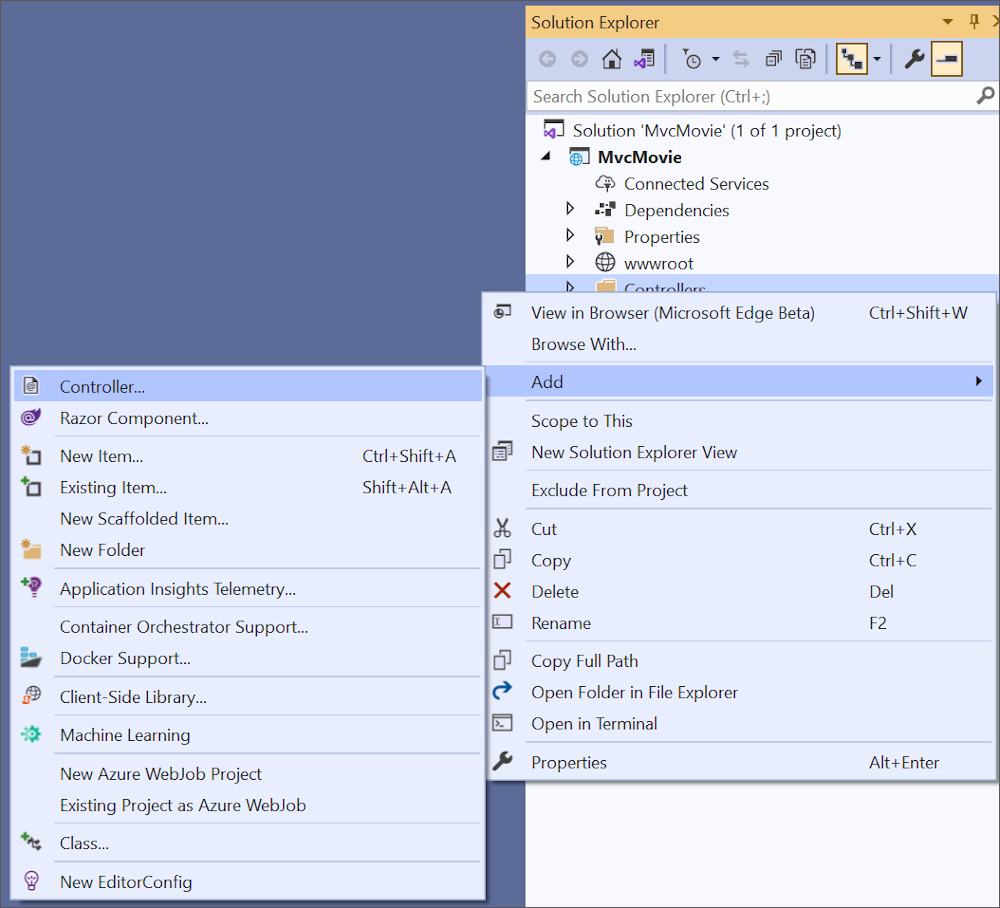 Solution Explorer
Search Solution Explorer (Ctrl+;)
Solution 'MvcMovie' (1 of 1 project)
MvcMovie
Connected Services
Dependencies
Properties
wwwroot
Controllers
View in Browser (Microsoft Edge Beta) Ctrl+Shift+W
Browse With...
Add
Scope to This
New Solution Explorer View
Exclude From Project
Cut Ctrl+X
Copy Ctrl+C
Delete Del
Rename F2
Copy Full Path
Open Folder in File Explorer
Open in Terminal
Properties Alt+Enter
Controller...
Razor Component...
New Item... Ctrl+Shift+A
Existing Item... Shift+Alt+A
New Scaffolded Item...
New Folder
Application Insights Telemetry...
Container Orchestrator Support...
Docker Support...
Client-Side Library...
Machine Learning
New Azure WebJob Project
Existing Project as Azure WebJob
Class...
New EditorConfig